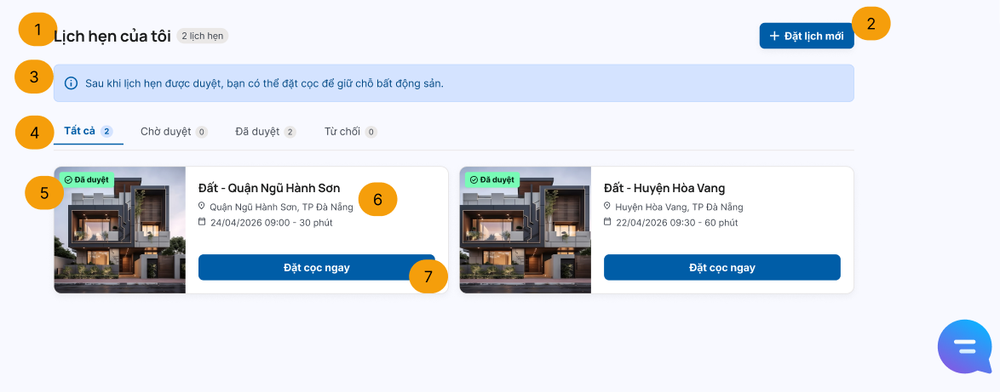 1
Lịch hẹn của tôi 2 lịch hẹn
+ Đặt lịch mới
2
3
Sau khi lịch hẹn được duyệt, bạn có thể đặt cọc để giữ chỗ bất động sản.
4
Tất cả 2 Chờ duyệt 0 Đã duyệt 2 Từ chối 0
5
Đã duyệt
Đất - Quận Ngũ Hành Sơn
6
Quận Ngũ Hành Sơn, TP Đà Nẵng
24/04/2026 09:00 - 30 phút
Đặt cọc ngay
7
Đã duyệt
Đất - Huyện Hòa Vang
Huyện Hòa Vang, TP Đà Nẵng
22/04/2026 09:30 - 60 phút
Đặt cọc ngay